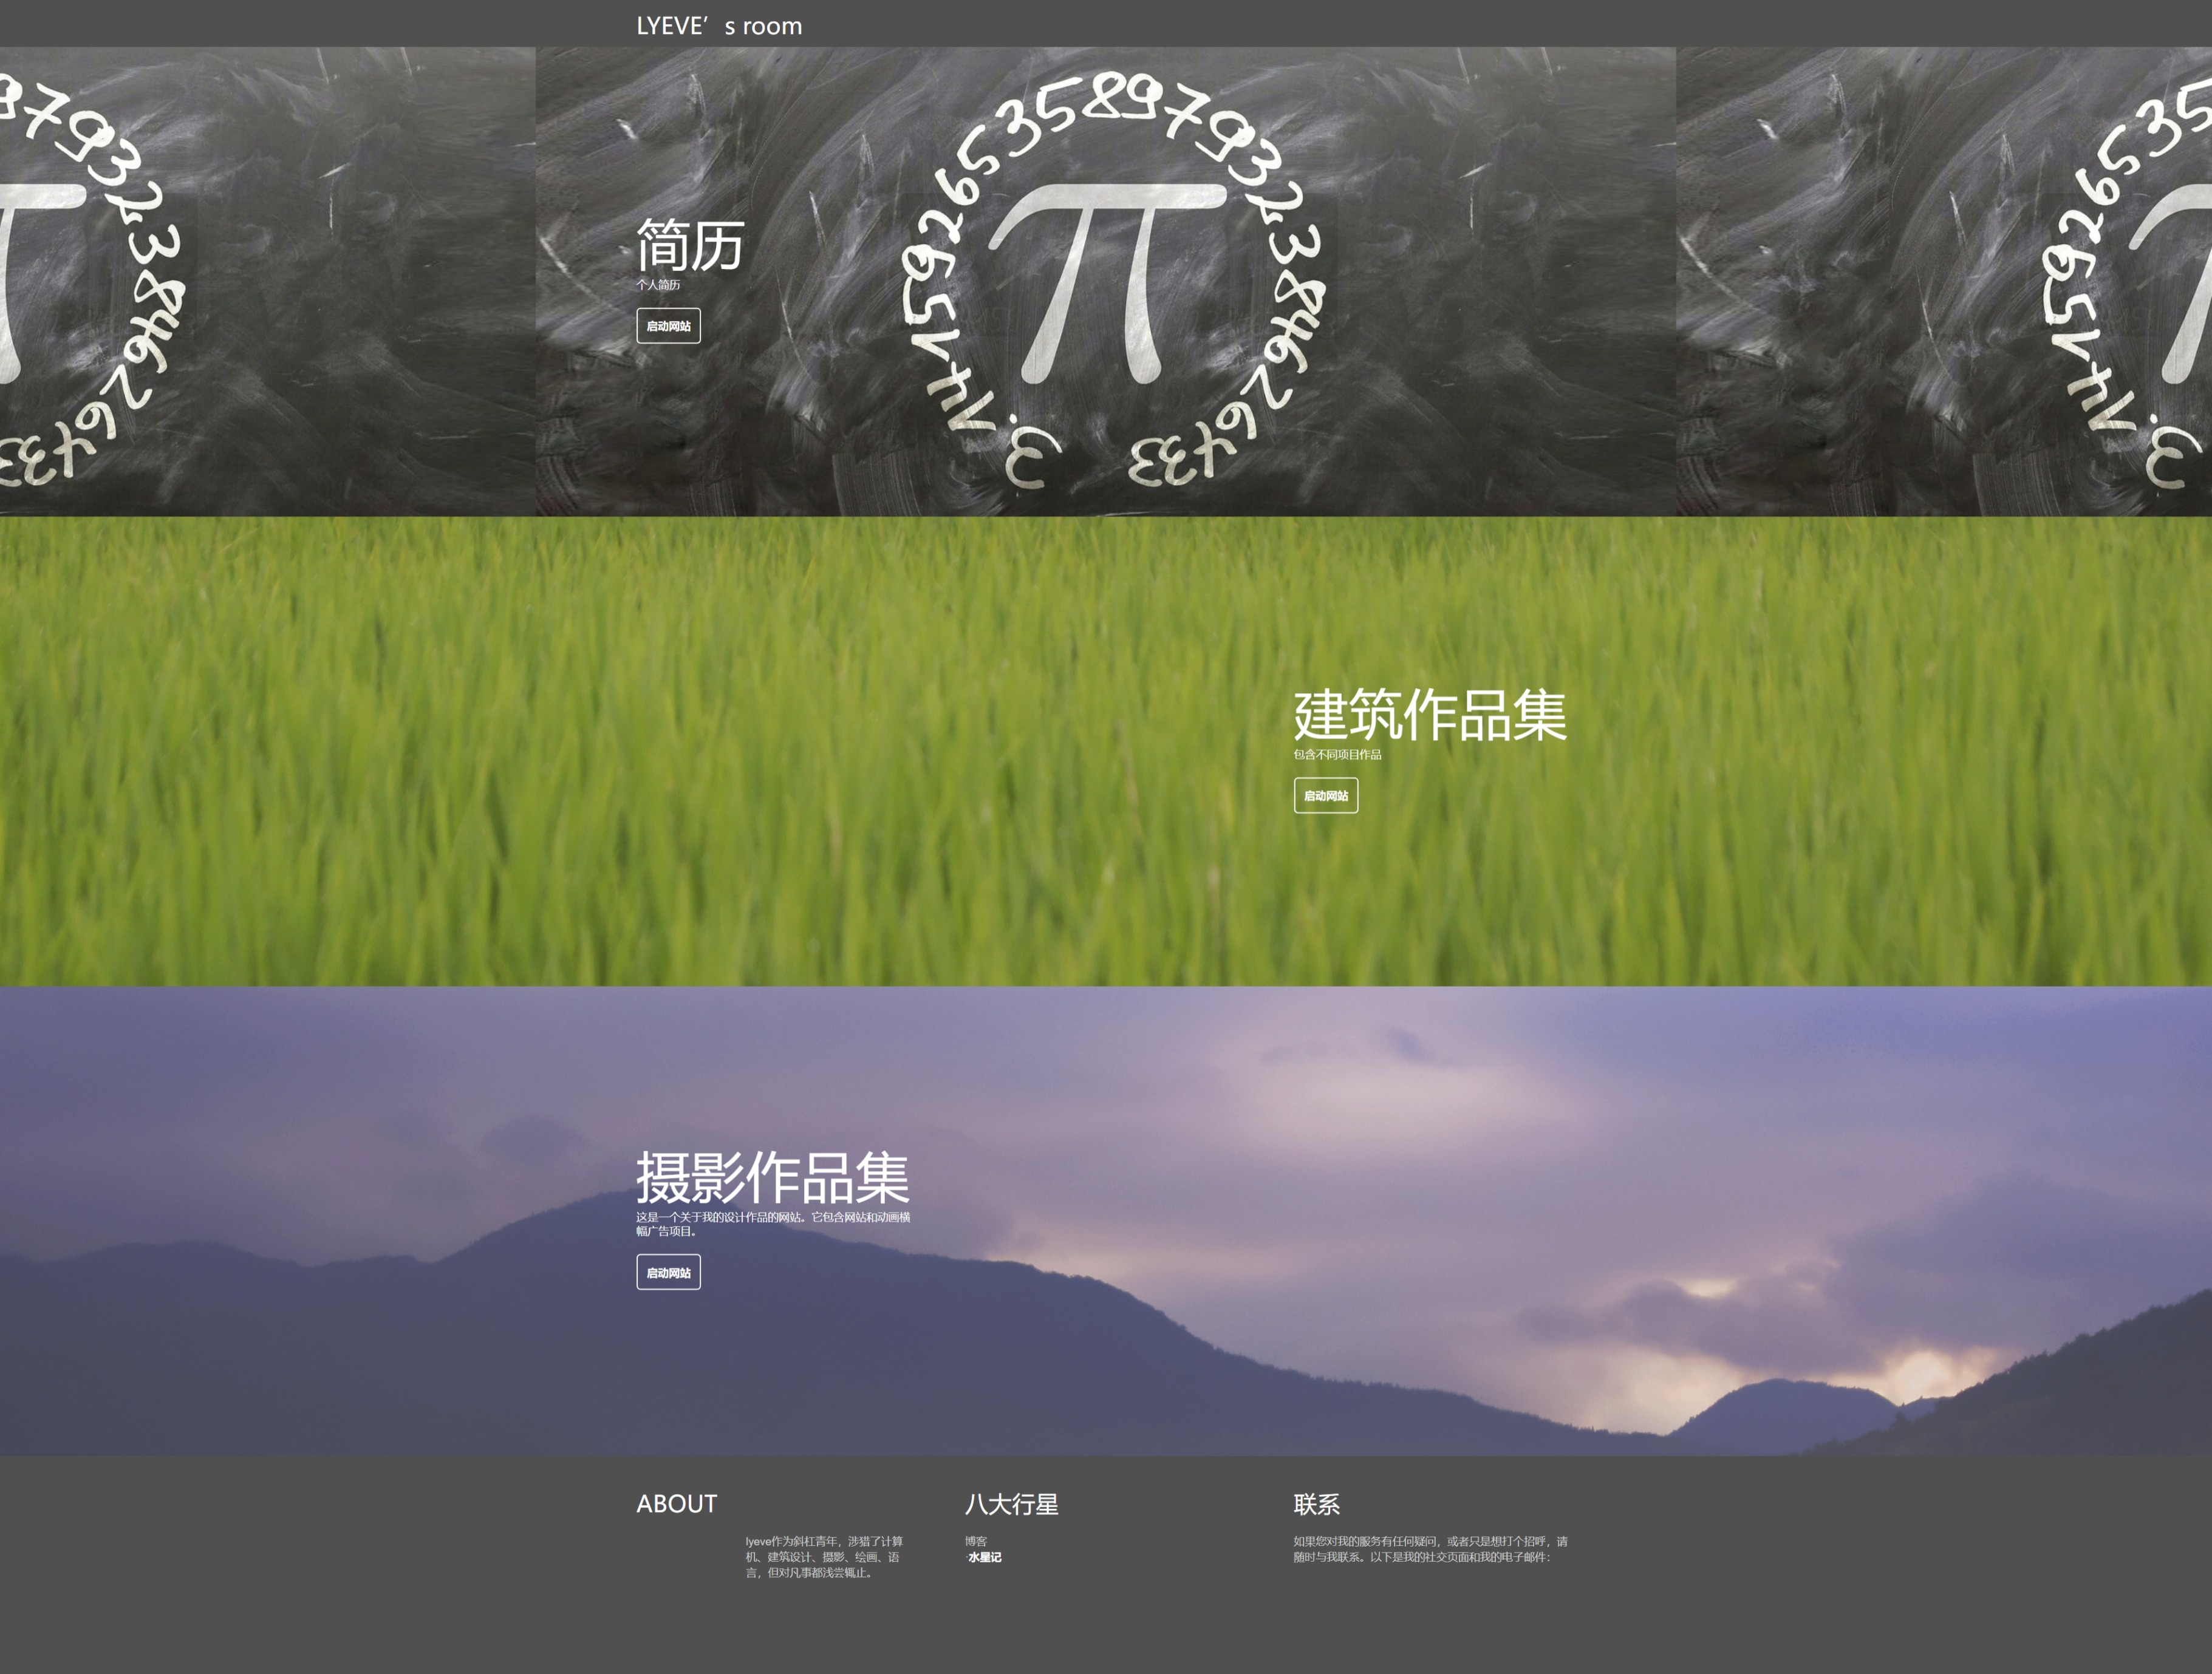 LYEVE’s room
3.1415926535897932384626433
π
简历
个人简历
启动网站
建筑作品集
包含不同项目作品
启动网站
摄影作品集
这是一个关于我的设计作品的网站。它包含网站和动画横
幅广告项目。
启动网站
ABOUT
lyeve作为斜杠青年，涉猎了计算
机、建筑设计、摄影、绘画、语
言，但对凡事都浅尝辄止。
八大行星
博客
·水星记
联系
如果您对我的服务有任何疑问，或者只是想打个招呼，请
随时与我联系。以下是我的社交页面和我的电子邮件：